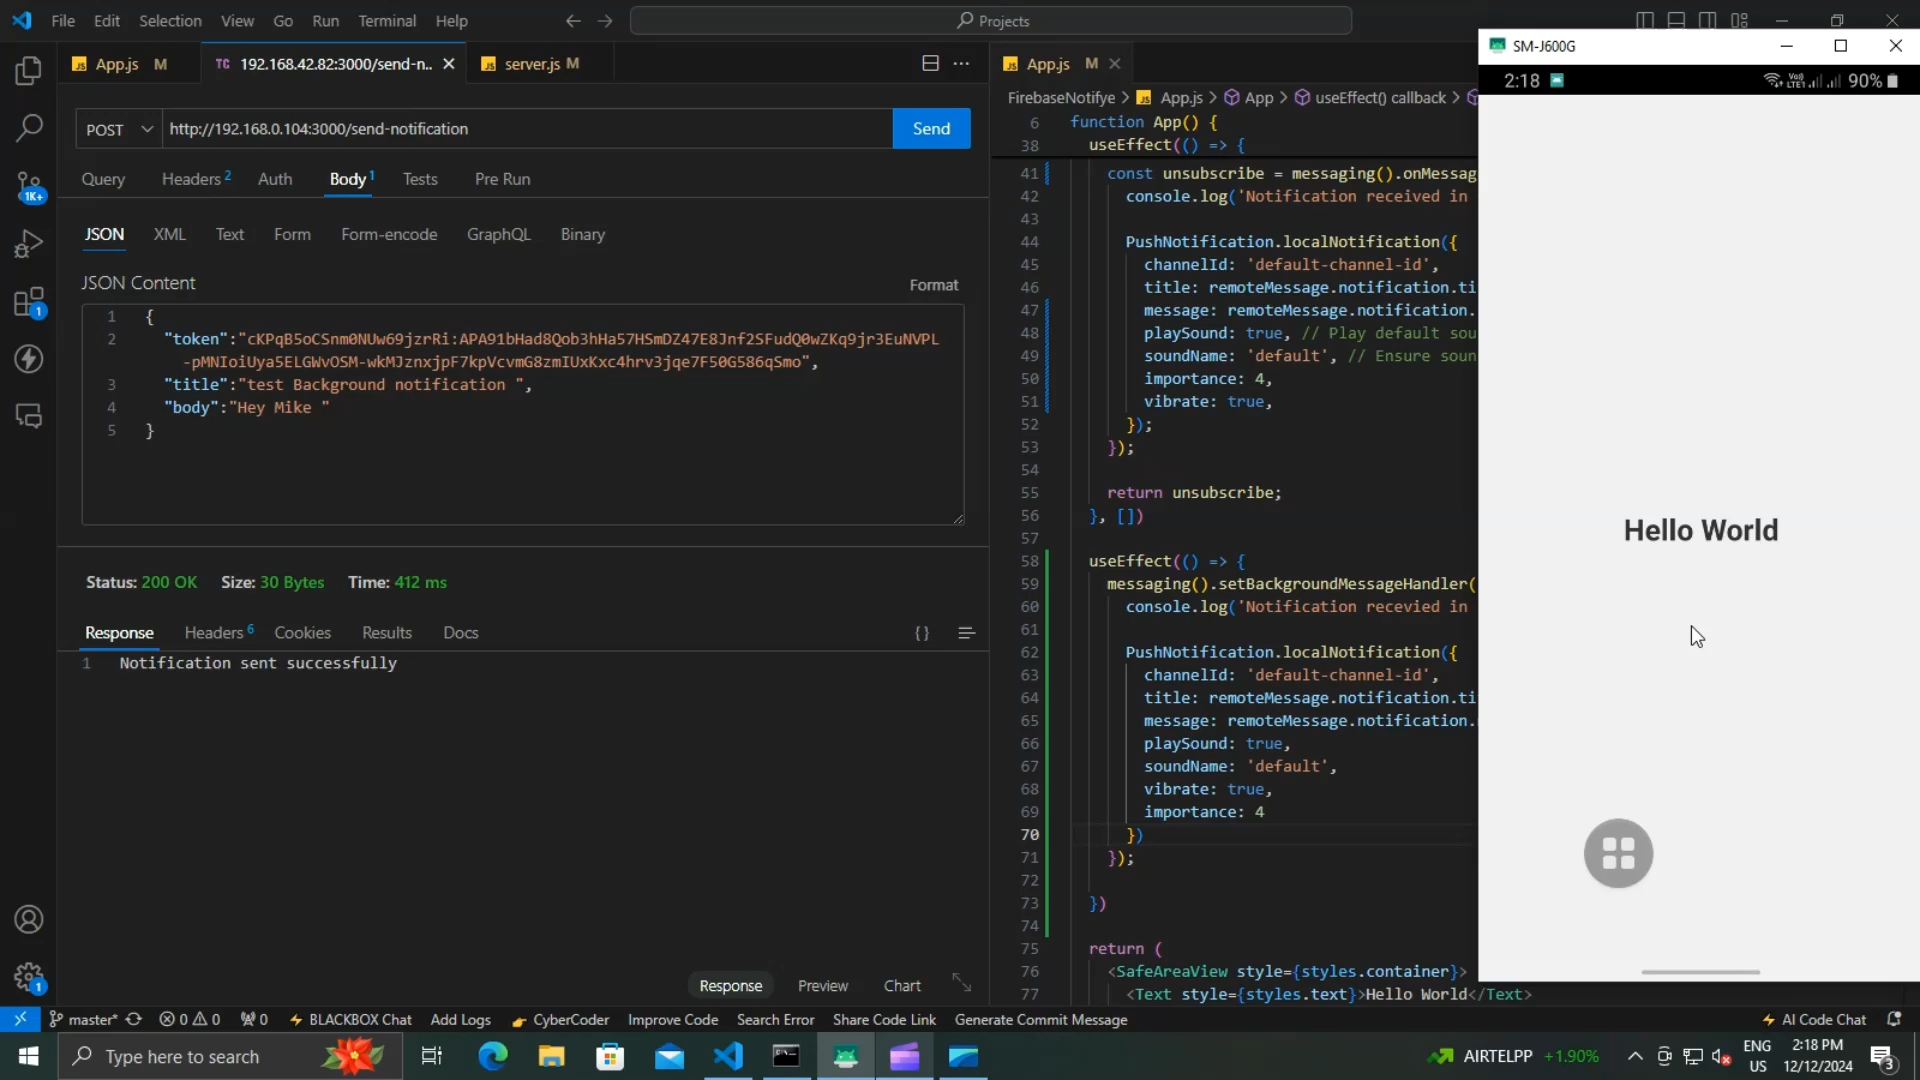 File Edit Selection View Go Run Terminal Help
Projects
App.js M
TC 192.168.42.82:3000/send-n..
server.js M
POST
http://192.168.0.104:3000/send-notification
Send
Query Headers 2 Auth Body 1 Tests Pre Run
JSON XML Text Form Form-encode GraphQL Binary
JSON Content
Format
1 {
2 "token":"cKPqB5oCSnm0NUw69jzrRi:APA91bHad8Qob3hHa57HSmDZ47E8Jnf2SFudQ0wZKq9jr3EuNVPL
-pMNIoiUya5ELGWvOSM-wkMJznxjpF7kpVcvmG8zmIUxKxc4hrv3jqe7F50G586qSmo",
3 "title":"test Background notification ",
4 "body":"Hey Mike "
5 }
Status: 200 OK Size: 30 Bytes Time: 412 ms
Response Headers 6 Cookies Results Docs
{ }
1 Notification sent successfully
Response Preview Chart
App.js M
FirebaseNotifye > App.js > App > useEffect() callback >
6 function App() {
38 useEffect(() => {
41 const unsubscribe = messaging().onMessag
42 console.log('Notification received in
43
44 PushNotification.localNotification({
45 channelId: 'default-channel-id',
46 title: remoteMessage.notification.ti
47 message: remoteMessage.notification.
48 playSound: true, // Play default sou
49 soundName: 'default', // Ensure soun
50 importance: 4,
51 vibrate: true,
52 });
53 });
54
55 return unsubscribe;
56 }, [])
57
58 useEffect(() => {
59 messaging().setBackgroundMessageHandler(
60 console.log('Notification recevied in
61
62 PushNotification.localNotification({
63 channelId: 'default-channel-id',
64 title: remoteMessage.notification.ti
65 message: remoteMessage.notification.
66 playSound: true,
67 soundName: 'default',
68 vibrate: true,
69 importance: 4
70 })
71 });
72
73 })
74
75 return (
76 <SafeAreaView style={styles.container}>
77 <Text style={styles.text}>Hello World</Text>
SM-J600G
2:18
90%
Hello World
1K+
1
1
master* 0 0 0 BLACKBOX Chat Add Logs CyberCoder Improve Code Search Error Share Code Link Generate Commit Message
AI Code Chat
Type here to search
AIRTELPP +1.90%
ENG
US
2:18 PM
12/12/2024
3